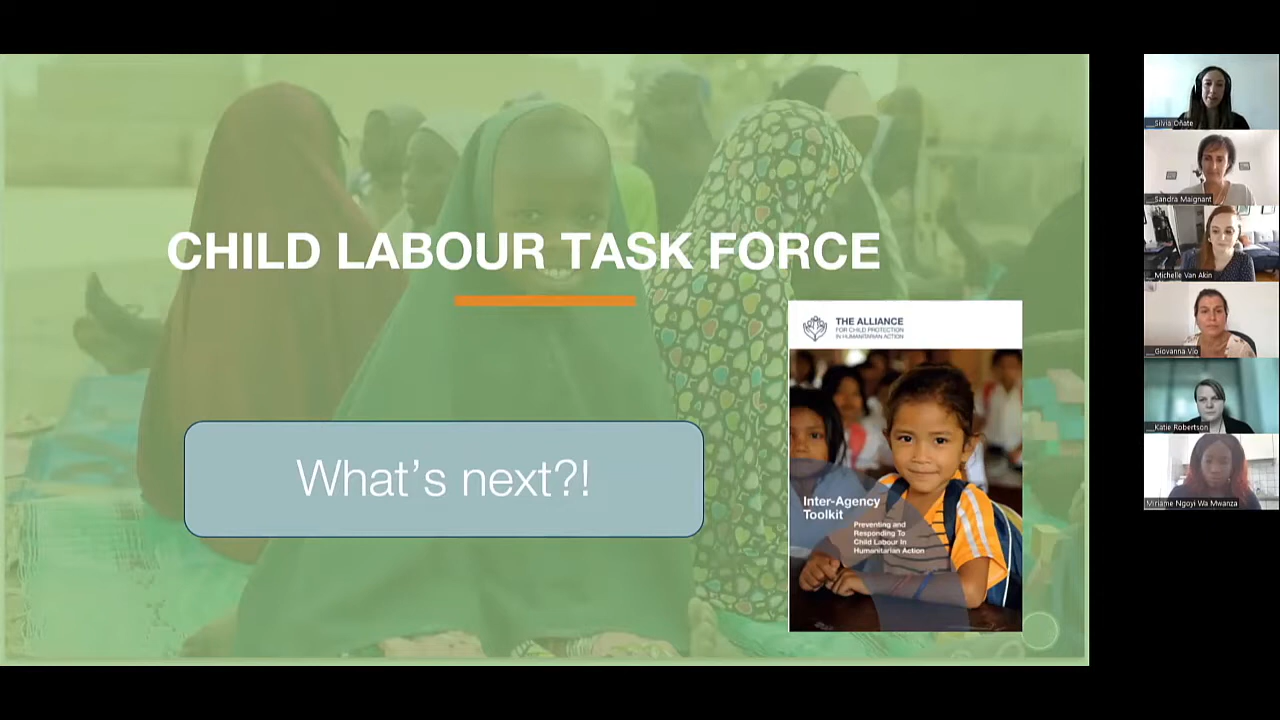 CHILD LABOUR TASK FORCE
What's next?!
THE ALLIANCE
FOR CHILD PROTECTION
IN HUMANITARIAN ACTION
Inter-Agency
Toolkit
Preventing and
Responding To
Child Labour In
Humanitarian Action
Silvia Oñate
Sandra Maignant
Michelle Van Akin
Giovanna Vio
Katie Robertson
Miriame Ngoyi Wa Mwanza